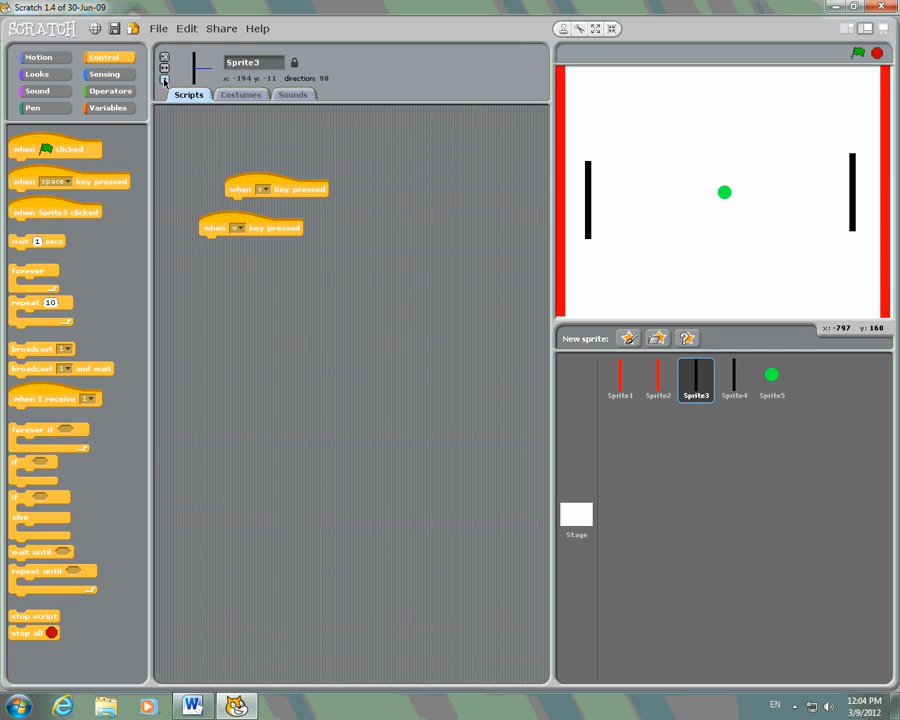 Scratch 1.4 of 30-Jun-09
SCRATCH File Edit Share Help
Motion Control
Looks Sensing
Sound Operators
Pen Variables
Sprite3
x: -194 y: -11 direction: 90
Scripts Costumes Sounds
when clicked
when space key pressed
when Sprite3 clicked
wait 1 secs
forever
repeat 10
broadcast 1
broadcast 1 and wait
when I receive 1
forever if
if
if
else
wait until
repeat until
stop script
stop all
when s key pressed
when w key pressed
x: -797 y: 160
New sprite:
Sprite1 Sprite2 Sprite3 Sprite4 Sprite5
Stage
EN
12:04 PM
3/9/2012